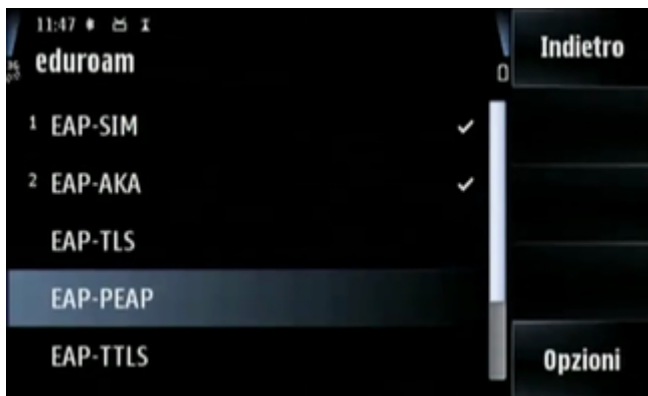 11:47
eduroam
Indietro
1 EAP-SIM
2 EAP-AKA
EAP-TLS
EAP-PEAP
EAP-TTLS
Opzioni